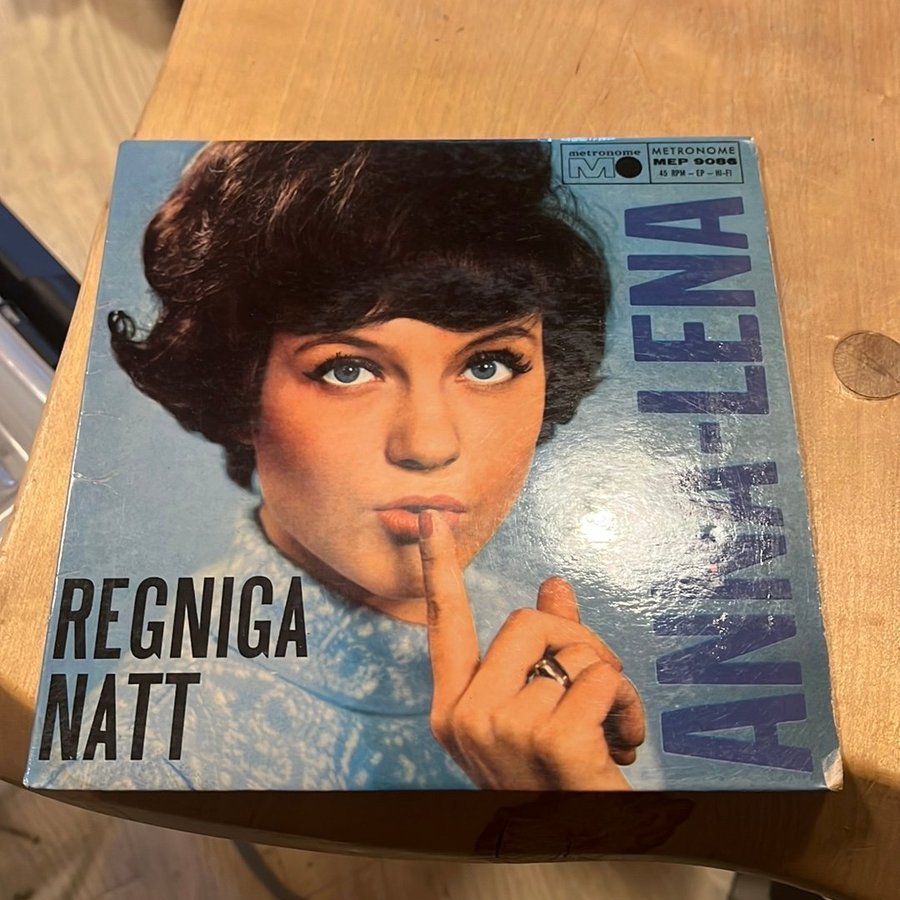 metronome
METRONOME
MEP 9086
45 RPM – EP – HI-FI
ANNA-LENA
REGNIGA
NATT